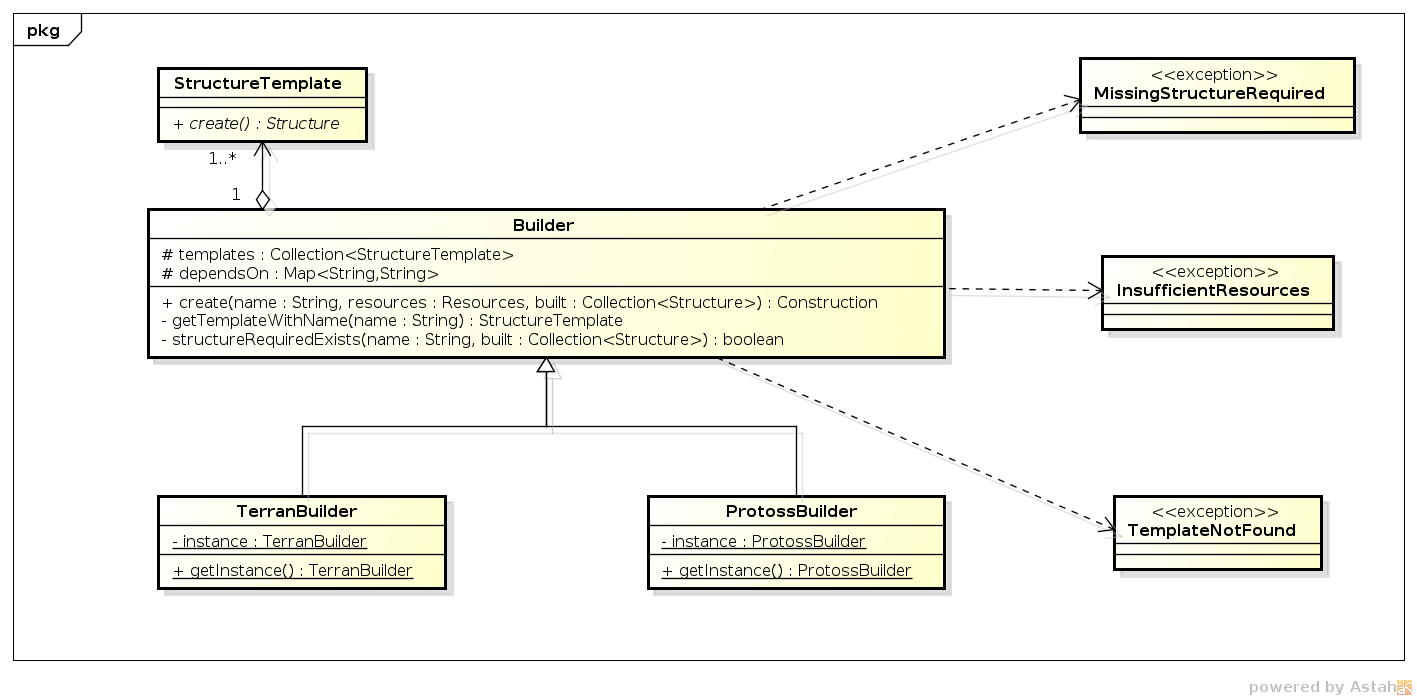 pkg
StructureTemplate
+ create() : Structure
1..*
1
<<exception>>
MissingStructureRequired
Builder
# templates : Collection<StructureTemplate>
# dependsOn : Map<String,String>
+ create(name : String, resources : Resources, built : Collection<Structure>) : Construction
- getTemplateWithName(name : String) : StructureTemplate
- structureRequiredExists(name : String, built : Collection<Structure>) : boolean
<<exception>>
InsufficientResources
TerranBuilder
- instance : TerranBuilder
+ getInstance() : TerranBuilder
ProtossBuilder
- instance : ProtossBuilder
+ getInstance() : ProtossBuilder
<<exception>>
TemplateNotFound
powered by Astah